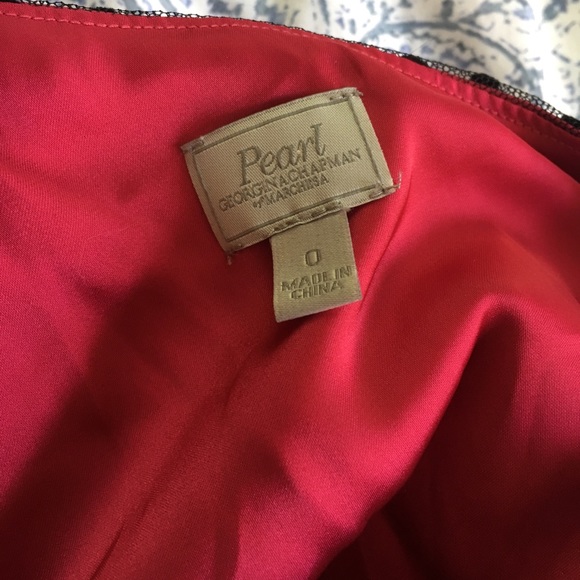 Pearl
GEORGINA CHAPMAN
of MARCHESA
0
MADE IN
CHINA